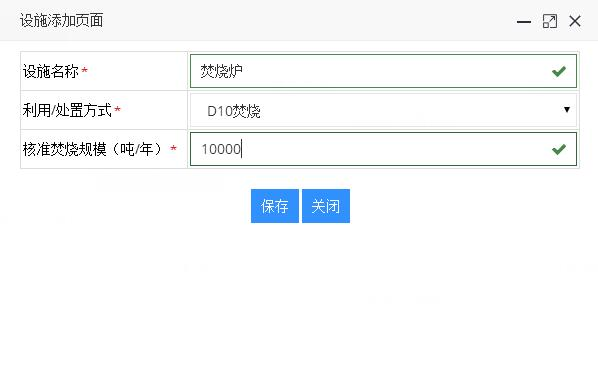 设施添加页面
设施名称* 焚烧炉
利用/处置方式* D10焚烧
核准焚烧规模（吨/年）* 10000
保存 关闭